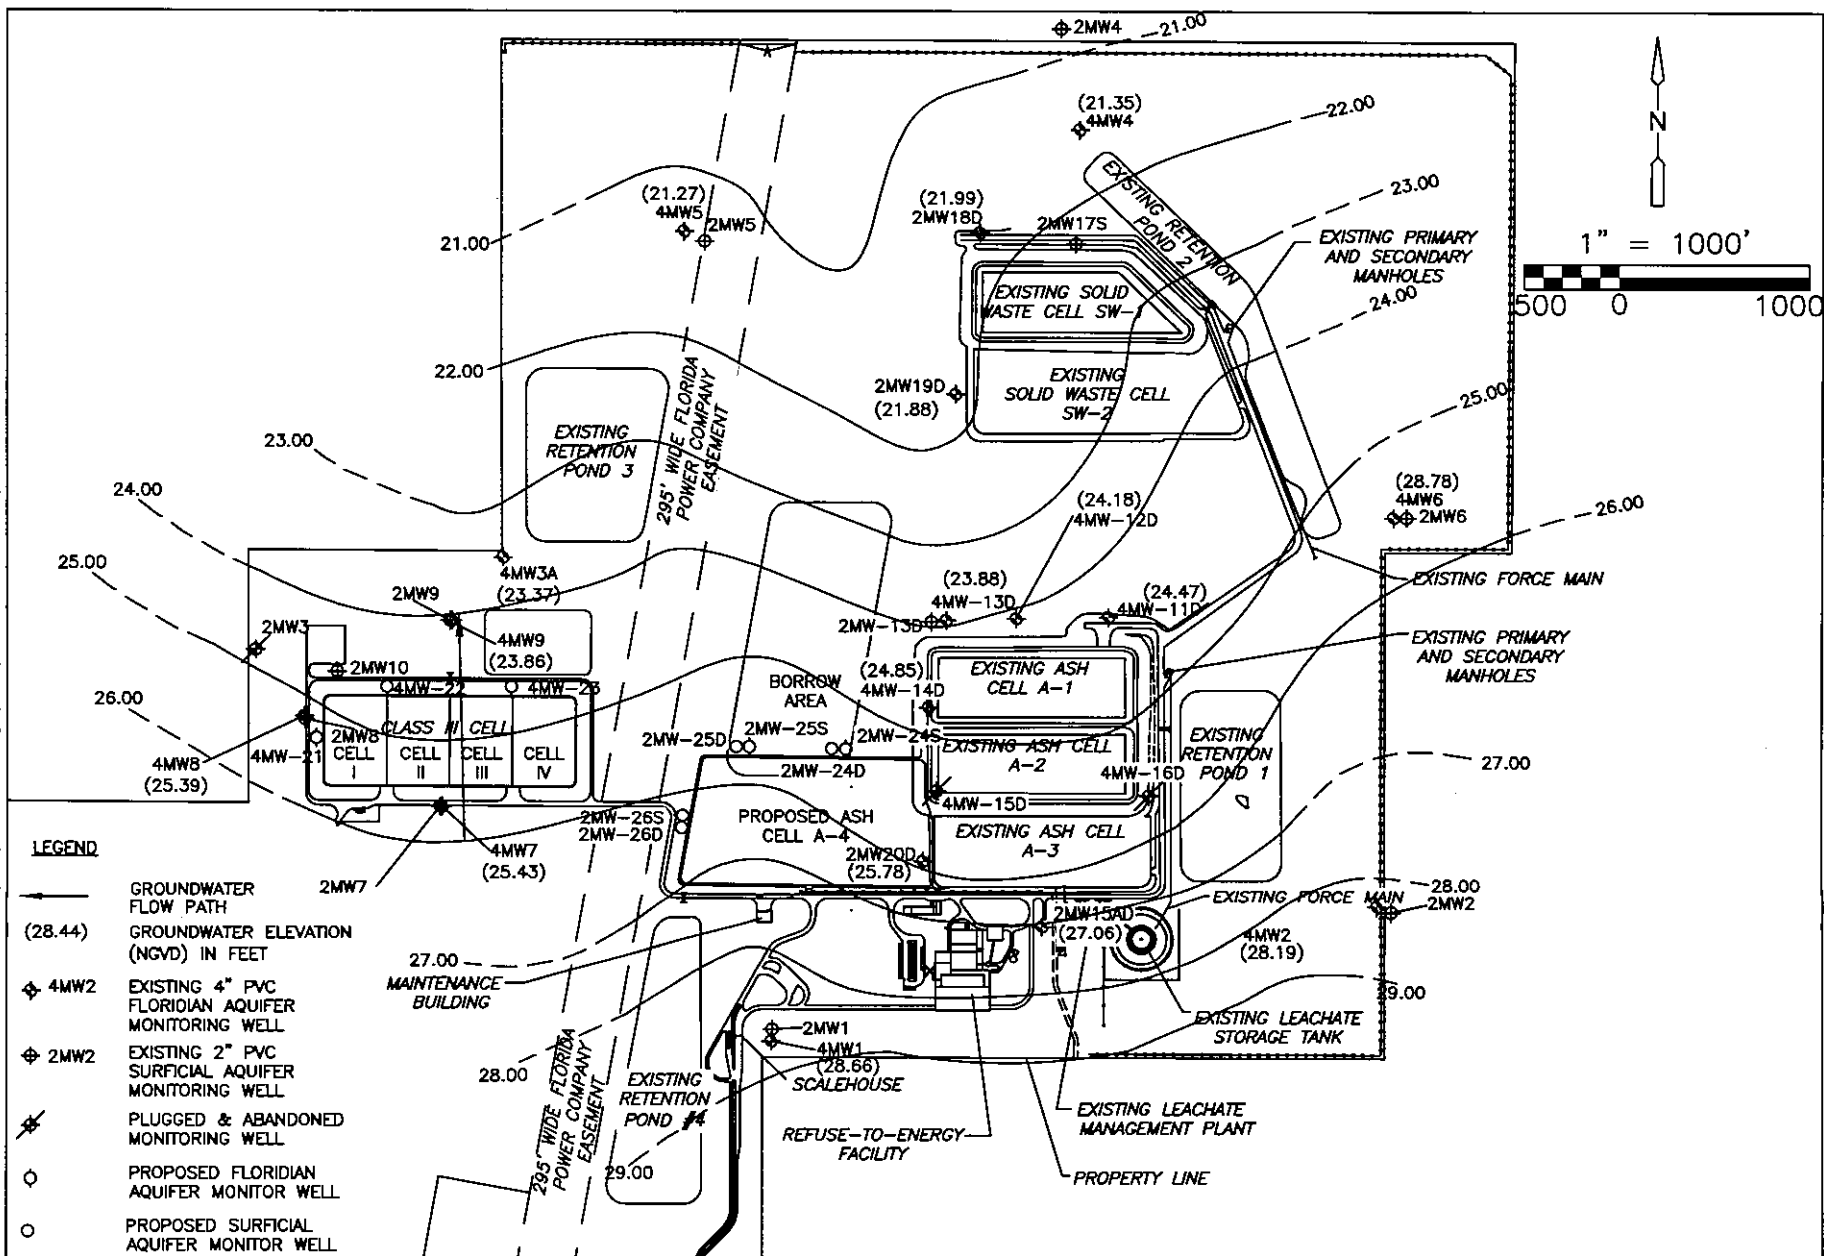 2MW4
21.00
(21.35)
4MW4
22.00
N
1" = 1000'
500 0 1000
EXISTING RETENTION
POND 2
23.00
(21.27)
4MW5
2MW5
(21.99)
2MW18D
2MW17S
21.00
EXISTING PRIMARY
AND SECONDARY
MANHOLES
24.00
EXISTING SOLID
WASTE CELL SW-1
22.00
2MW19D
(21.88)
EXISTING
SOLID WASTE CELL
SW-2
25.00
295' WIDE FLORIDA
POWER COMPANY
EASEMENT
EXISTING
RETENTION
POND 3
23.00
24.00
(24.18)
4MW-12D
(28.78)
4MW6
2MW6
26.00
25.00
4MW3A
(23.37)
2MW9
4MW9
(23.86)
(23.88)
4MW-13D
2MW-13D
(24.47)
4MW-11D
EXISTING FORCE MAIN
2MW3
2MW10
4MW-22
4MW-23
26.00
BORROW
AREA
(24.85)
4MW-14D
EXISTING ASH
CELL A-1
EXISTING PRIMARY
AND SECONDARY
MANHOLES
CLASS III CELL
2MW8
CELL
I
CELL
II
CELL
III
CELL
IV
4MW-21
4MW8
(25.39)
2MW-25D
2MW-25S
2MW-24S
2MW-24D
EXISTING ASH CELL
A-2
4MW-16D
4MW-15D
EXISTING
RETENTION
POND 1
27.00
2MW-26S
2MW-26D
PROPOSED ASH
CELL A-4
EXISTING ASH CELL
A-3
2MW20D
(25.78)
4MW7
(25.43)
2MW7
28.00
2MW2
EXISTING FORCE MAIN
2MW15AD
(27.06)
4MW2
(28.19)
27.00
MAINTENANCE
BUILDING
29.00
EXISTING LEACHATE
STORAGE TANK
2MW1
4MW1
(28.66)
SCALEHOUSE
28.00
295' WIDE FLORIDA
POWER COMPANY
EASEMENT
EXISTING
RETENTION
POND #4
29.00
REFUSE-TO-ENERGY
FACILITY
EXISTING LEACHATE
MANAGEMENT PLANT
PROPERTY LINE
LEGEND
GROUNDWATER
FLOW PATH
(28.44) GROUNDWATER ELEVATION
(NGVD) IN FEET
4MW2 EXISTING 4" PVC
FLORIDIAN AQUIFER
MONITORING WELL
2MW2 EXISTING 2" PVC
SURFICIAL AQUIFER
MONITORING WELL
PLUGGED & ABANDONED
MONITORING WELL
PROPOSED FLORIDIAN
AQUIFER MONITOR WELL
PROPOSED SURFICIAL
AQUIFER MONITOR WELL